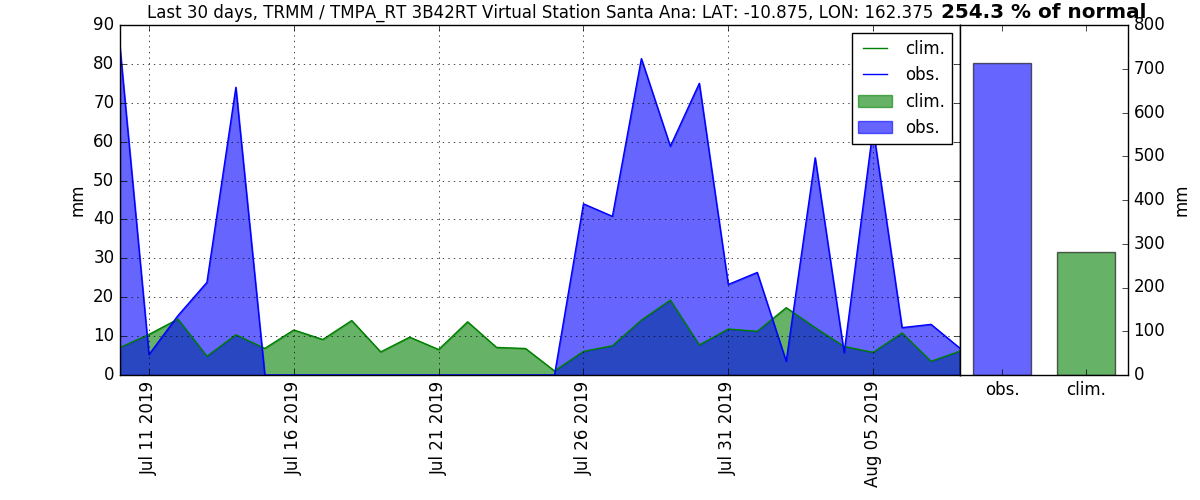 Last 30 days, TRMM / TMPA_RT 3B42RT Virtual Station Santa Ana: LAT: -10.875, LON: 162.375 254.3 % of normal
90
80
70
60
50
40
30
20
10
0
mm
clim.
obs.
clim.
obs.
Jul 11 2019
Jul 16 2019
Jul 21 2019
Jul 26 2019
Jul 31 2019
Aug 05 2019
800
700
600
500
400
300
200
100
0
mm
obs.
clim.